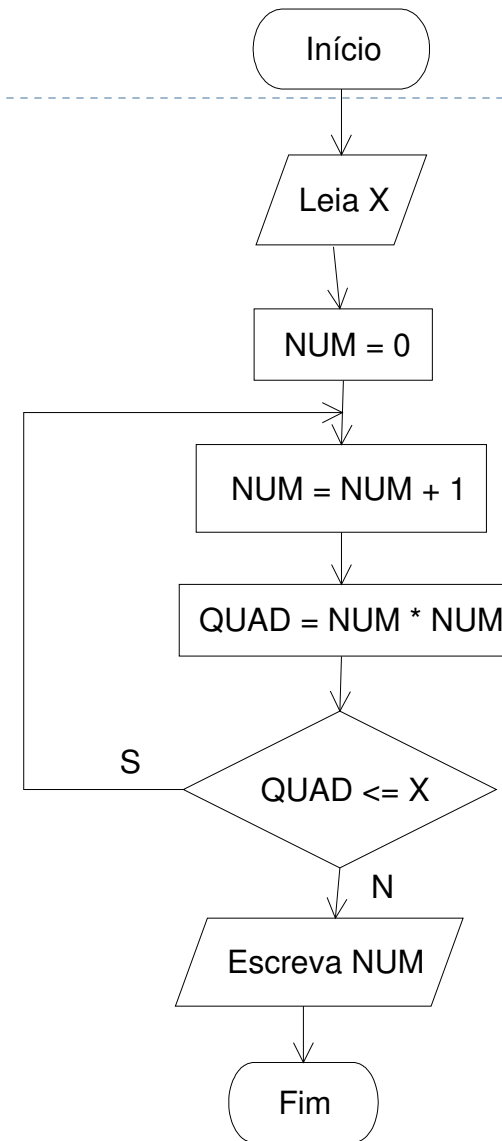 Início
Leia X
NUM = 0
NUM = NUM + 1
QUAD = NUM * NUM
S
QUAD <= X
N
Escreva NUM
Fim